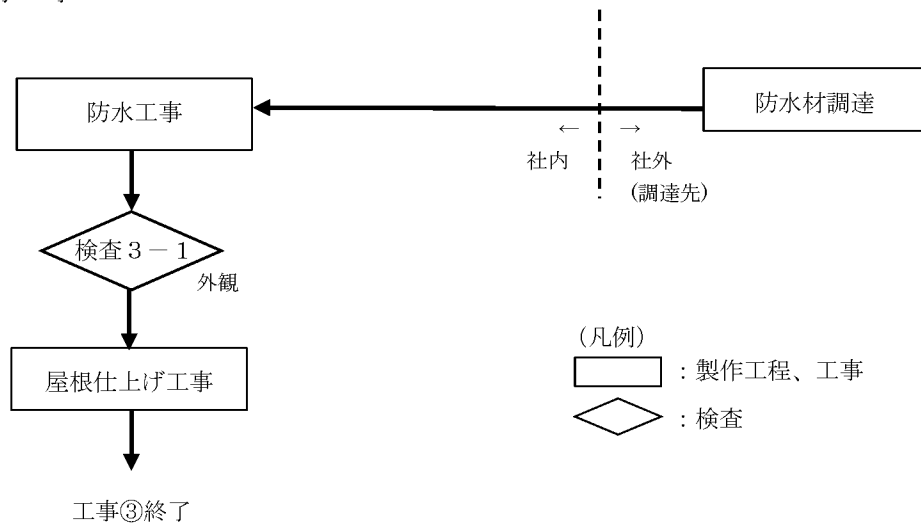 防水工事
防水材調達
← →
社内 社外
(調達先)
検査3-1
外観
屋根仕上げ工事
(凡例)
：製作工程、工事
：検査
工事③終了